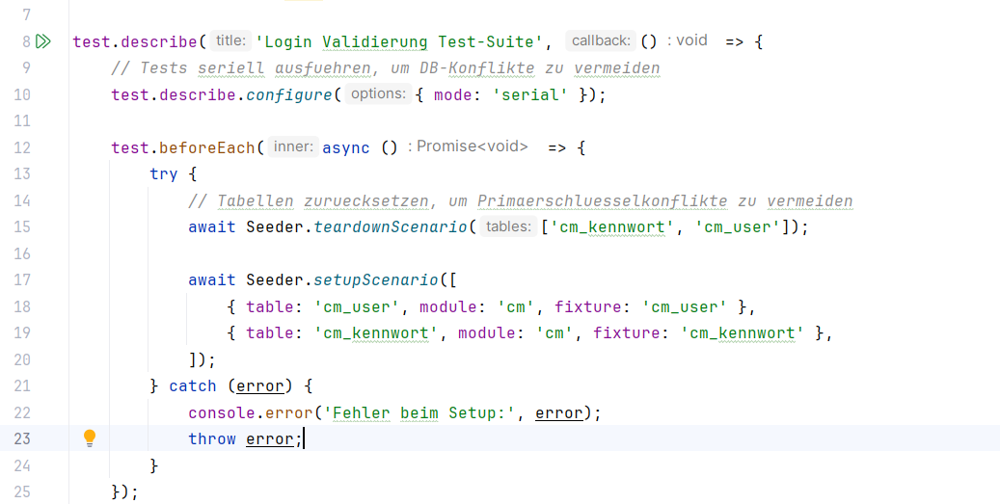 7
8 test.describe( title: 'Login Validierung Test-Suite', callback: () : void => {
9 // Tests seriell ausfuehren, um DB-Konflikte zu vermeiden
10 test.describe.configure( options: { mode: 'serial' });
11
12 test.beforeEach( inner: async () : Promise<void> => {
13 try {
14 // Tabellen zuruecksetzen, um Primaerschluesselkonflikte zu vermeiden
15 await Seeder.teardownScenario( tables: ['cm_kennwort', 'cm_user']);
16
17 await Seeder.setupScenario([
18 { table: 'cm_user', module: 'cm', fixture: 'cm_user' },
19 { table: 'cm_kennwort', module: 'cm', fixture: 'cm_kennwort' },
20 ]);
21 } catch (error) {
22 console.error('Fehler beim Setup:', error);
23 throw error;
24 }
25 });